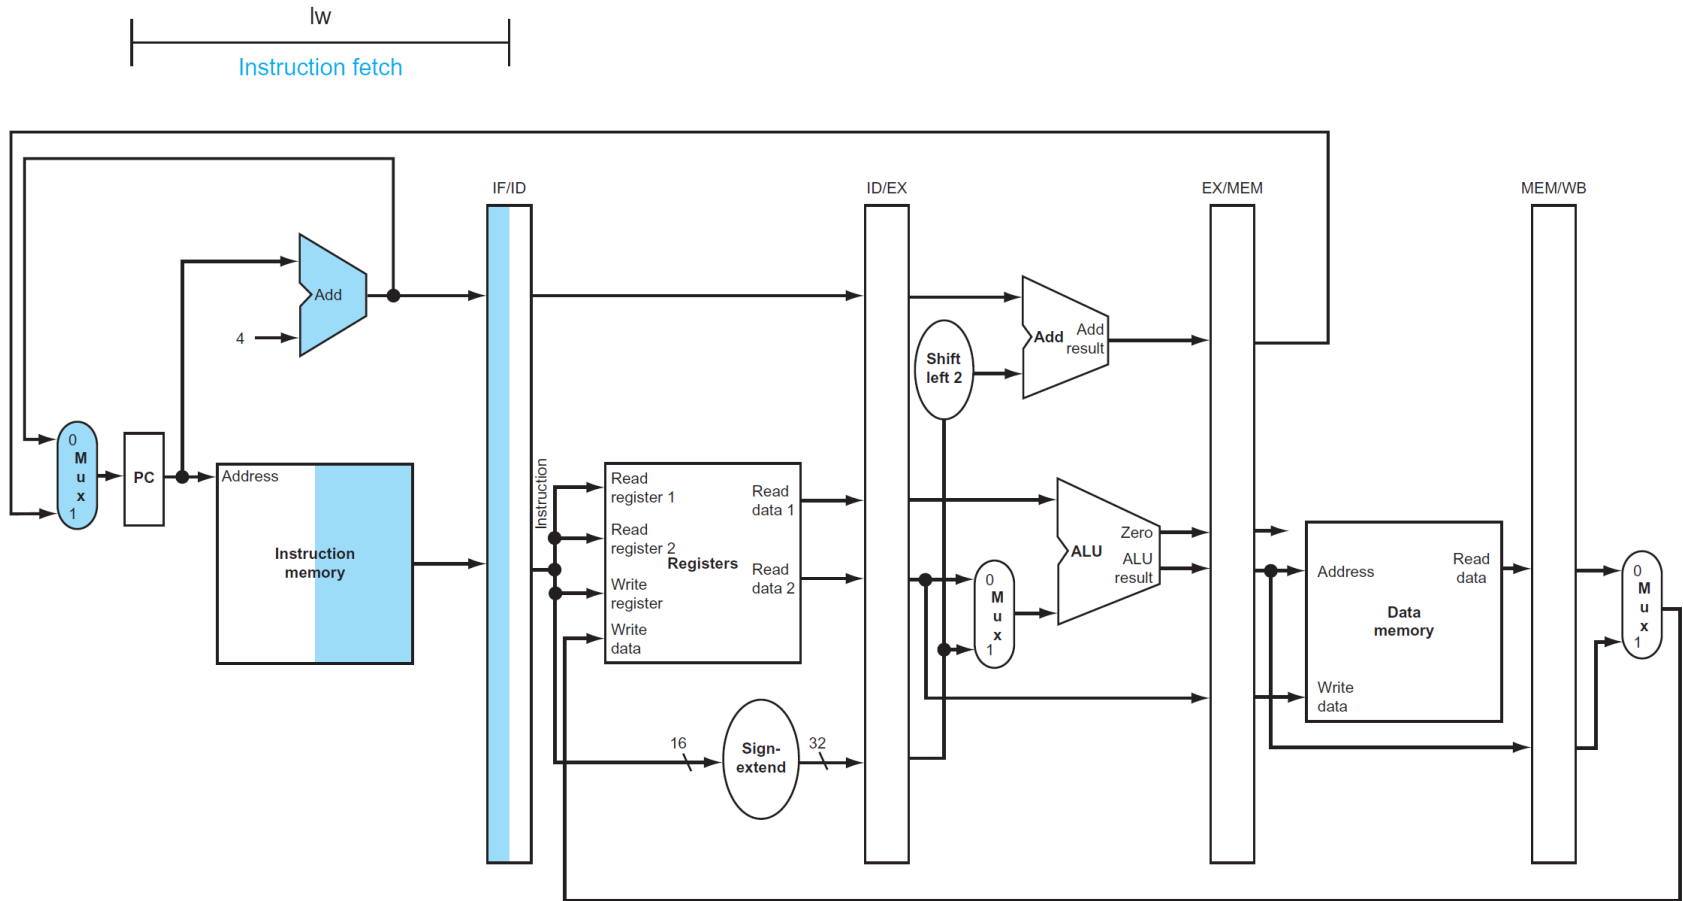 lw
Instruction fetch
IF/ID
ID/EX
EX/MEM
MEM/WB
Add
4
Add
Add
result
Shift
left 2
0
M
u
x
1
PC
Address
Instruction
memory
Instruction
Read
register 1
Read
register 2
Write
register
Write
data
Registers
Read
data 1
Read
data 2
0
M
u
x
1
Zero
ALU
ALU
result
Address
Read
data
Data
memory
Write
data
0
M
u
x
1
16
Sign-
extend
32